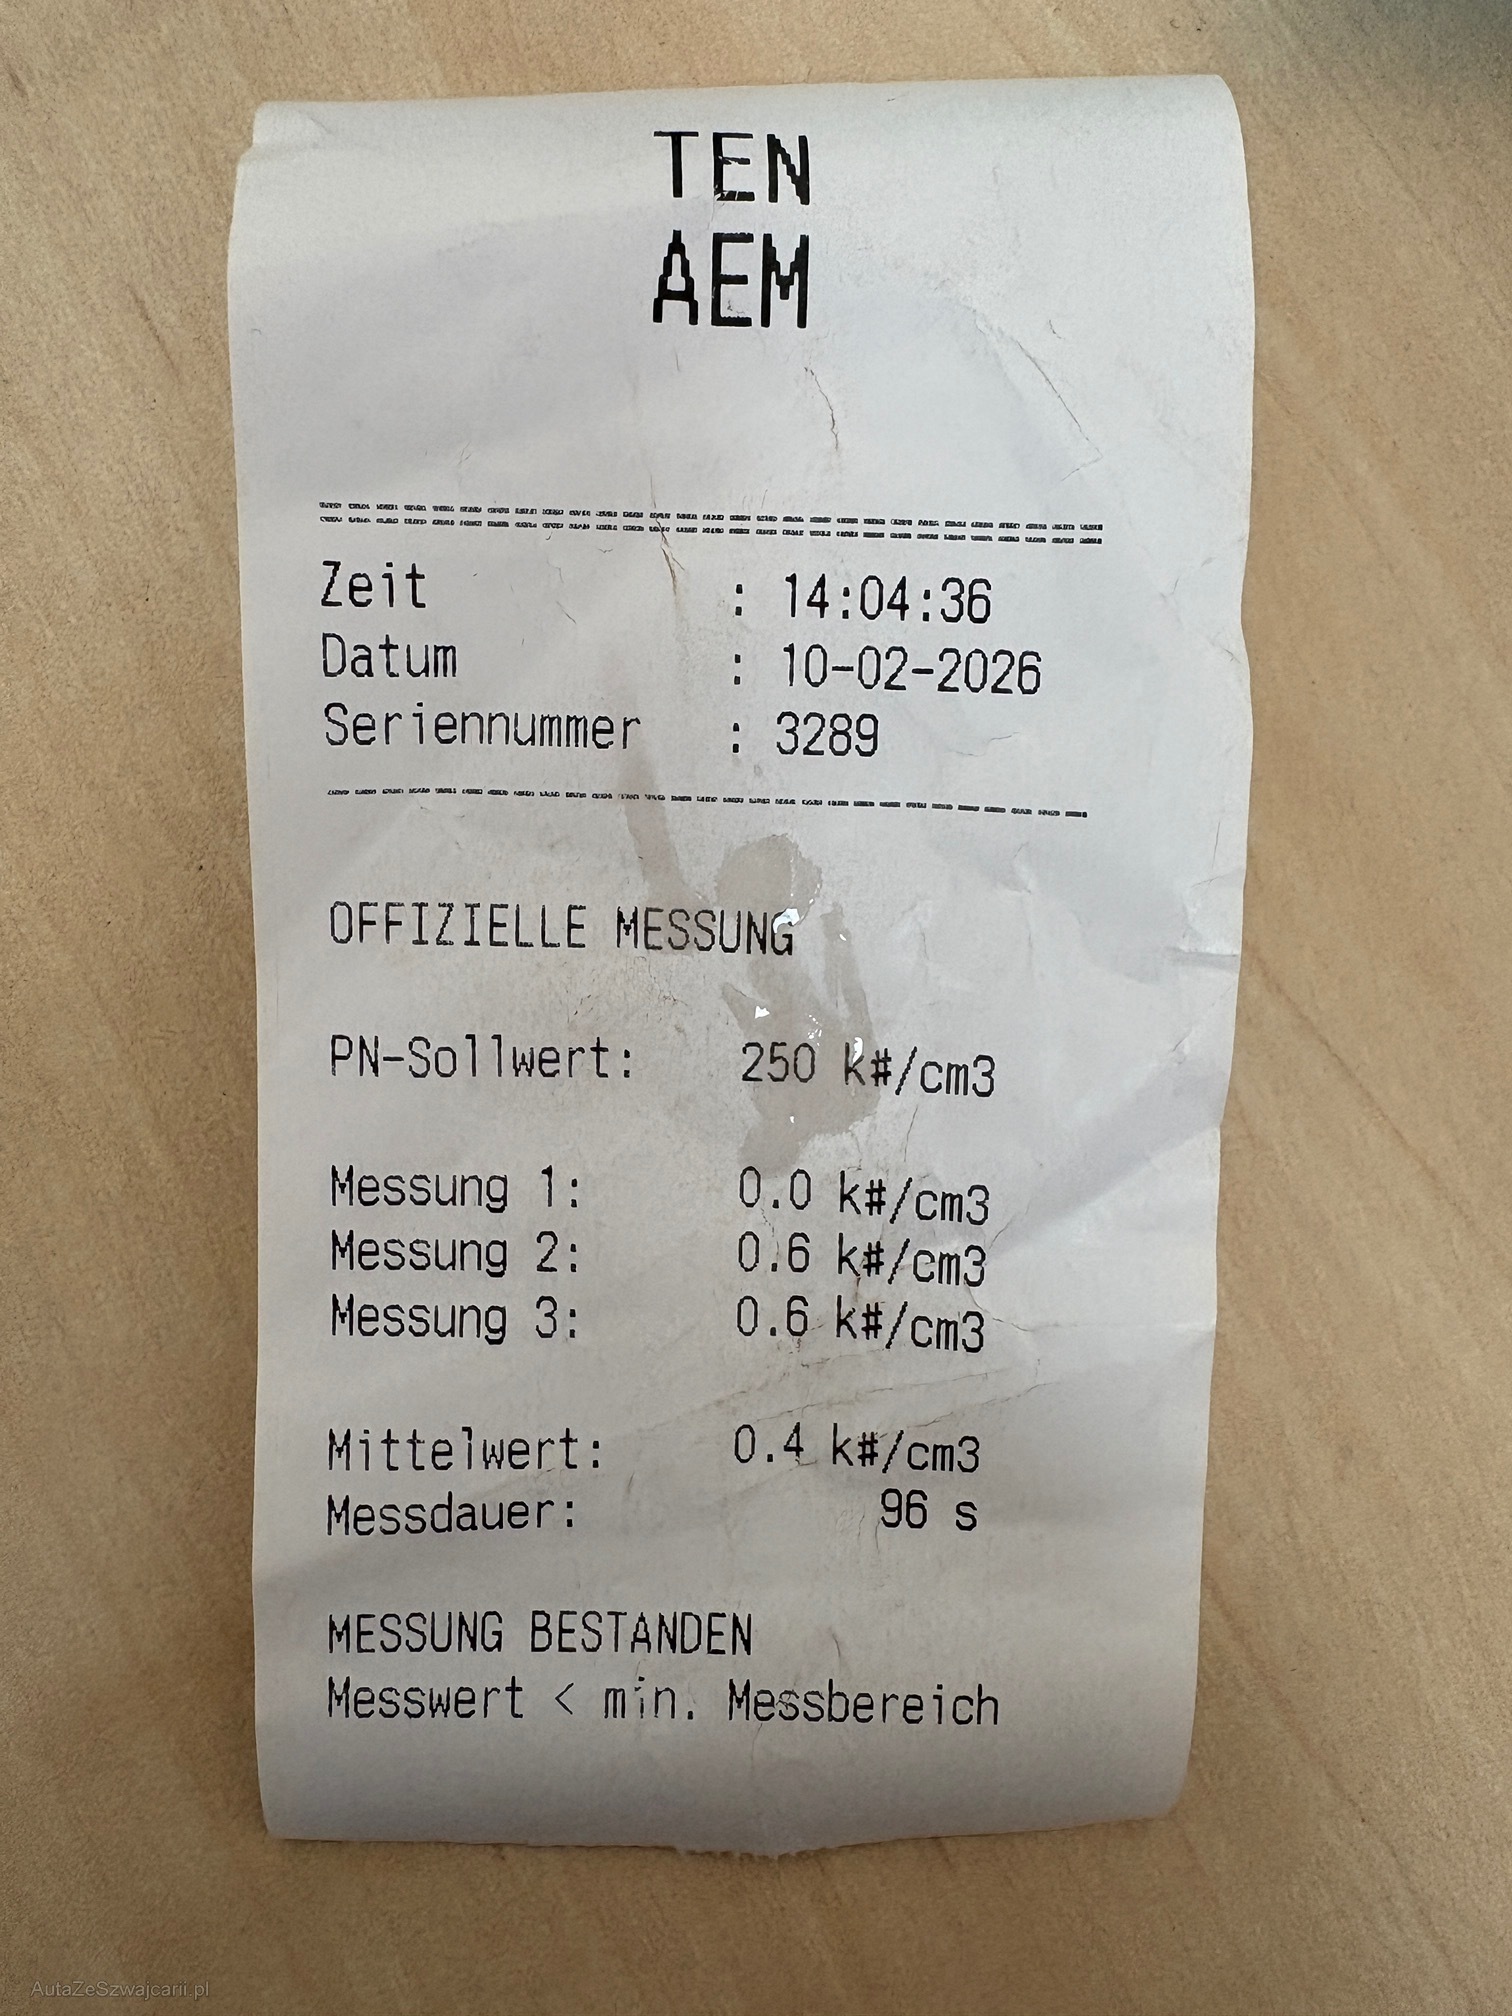 TEN
AEM
Zeit : 14:04:36
Datum : 10-02-2026
Seriennummer : 3289
OFFIZIELLE MESSUNG
PN-Sollwert: 250 k#/cm3
Messung 1: 0.0 k#/cm3
Messung 2: 0.6 k#/cm3
Messung 3: 0.6 k#/cm3
Mittelwert: 0.4 k#/cm3
Messdauer: 96 s
MESSUNG BESTANDEN
Messwert < min. Messbereich
AutaZeSzwajcarii.pl